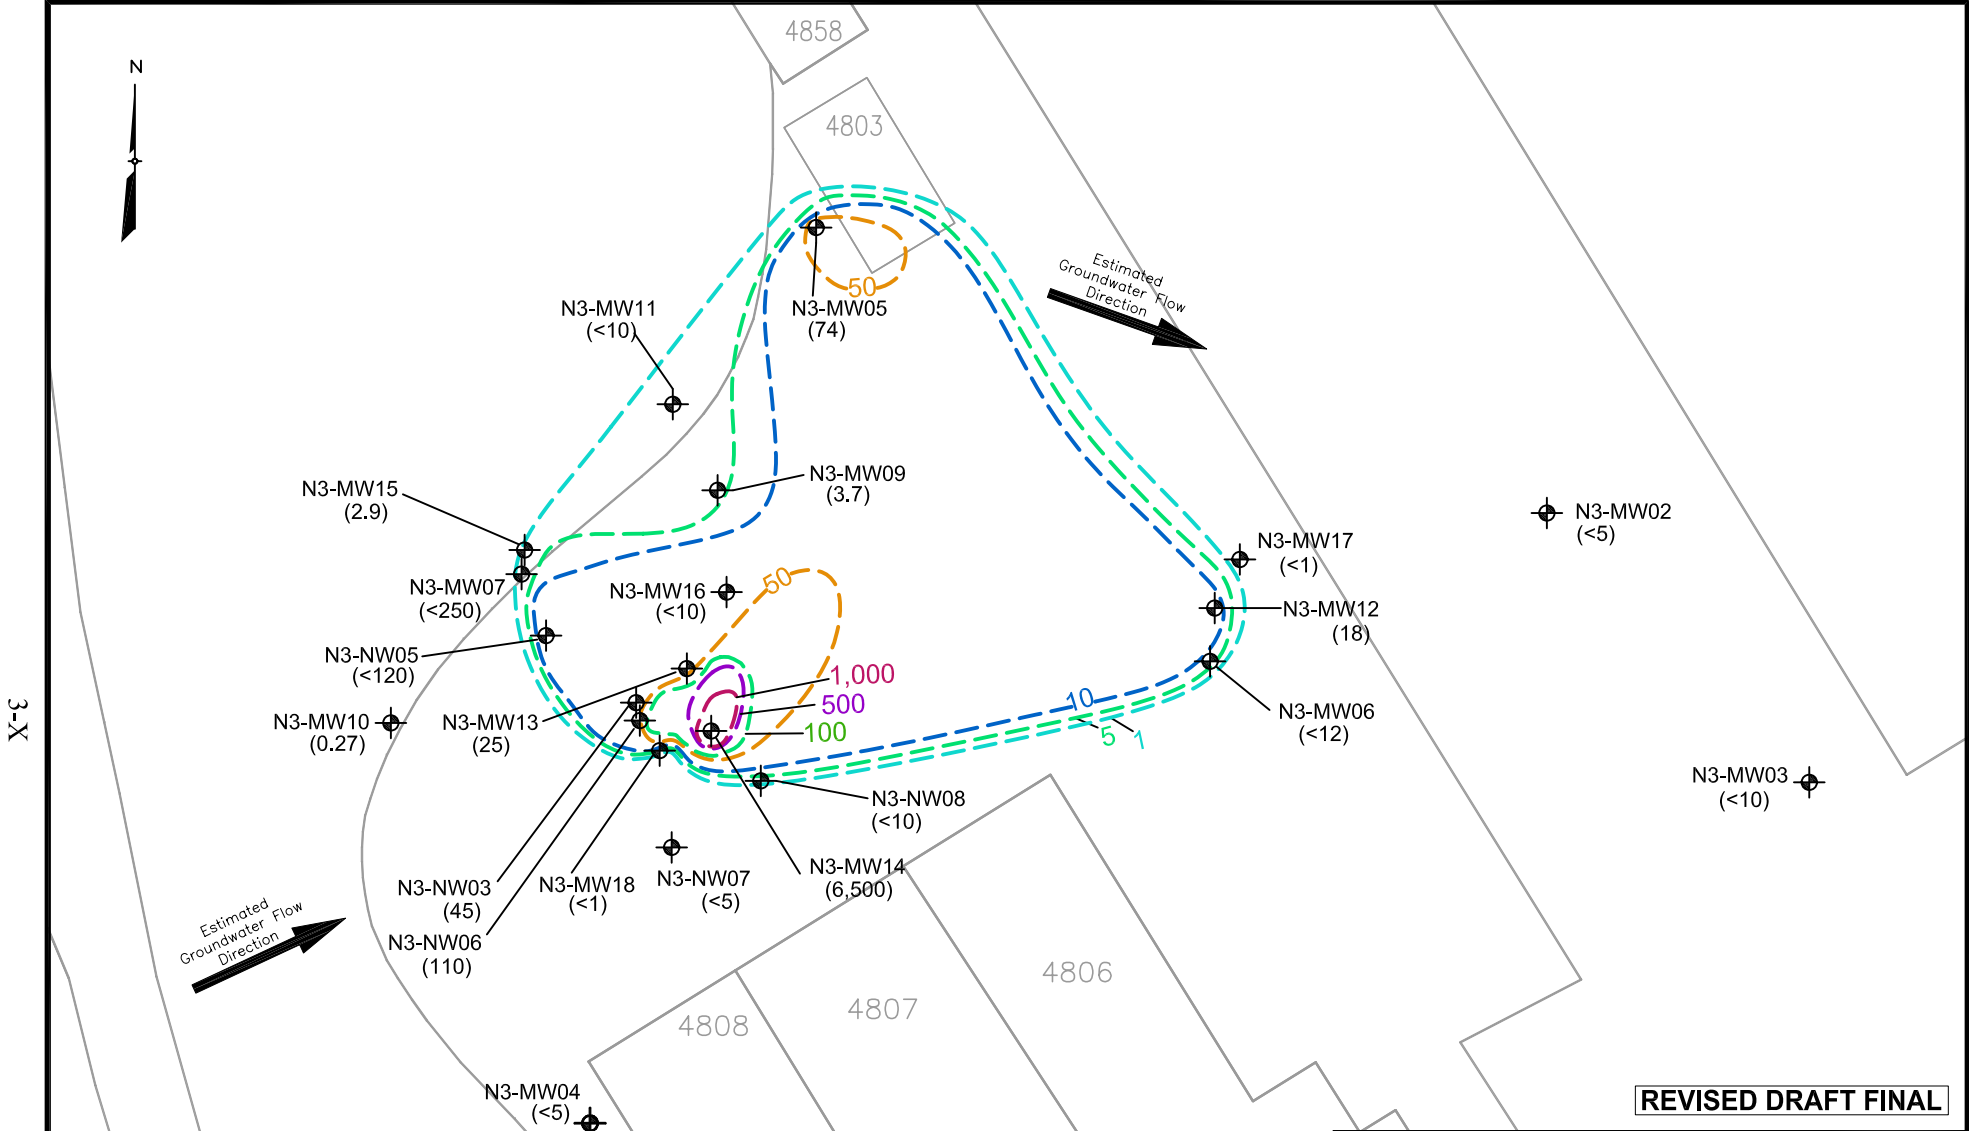 4858
N
4803
Estimated
Groundwater Flow
Direction
50
N3-MW11
(<10)
N3-MW05
(74)
N3-MW09
(3.7)
N3-MW15
(2.9)
N3-MW02
(<5)
N3-MW17
(<1)
N3-MW07
(<250)
N3-MW16
(<10)
50
N3-MW12
(18)
N3-NW05
(<120)
1,000
500
100
10
5
1
N3-MW10
(0.27)
N3-MW13
(25)
N3-MW06
(<12)
3-X
N3-MW03
(<10)
N3-NW08
(<10)
N3-NW03
(45)
N3-MW18
(<1)
N3-NW07
(<5)
N3-MW14
(6,500)
Estimated
Groundwater Flow
Direction
N3-NW06
(110)
4806
4807
4808
N3-MW04
(<5)
REVISED DRAFT FINAL